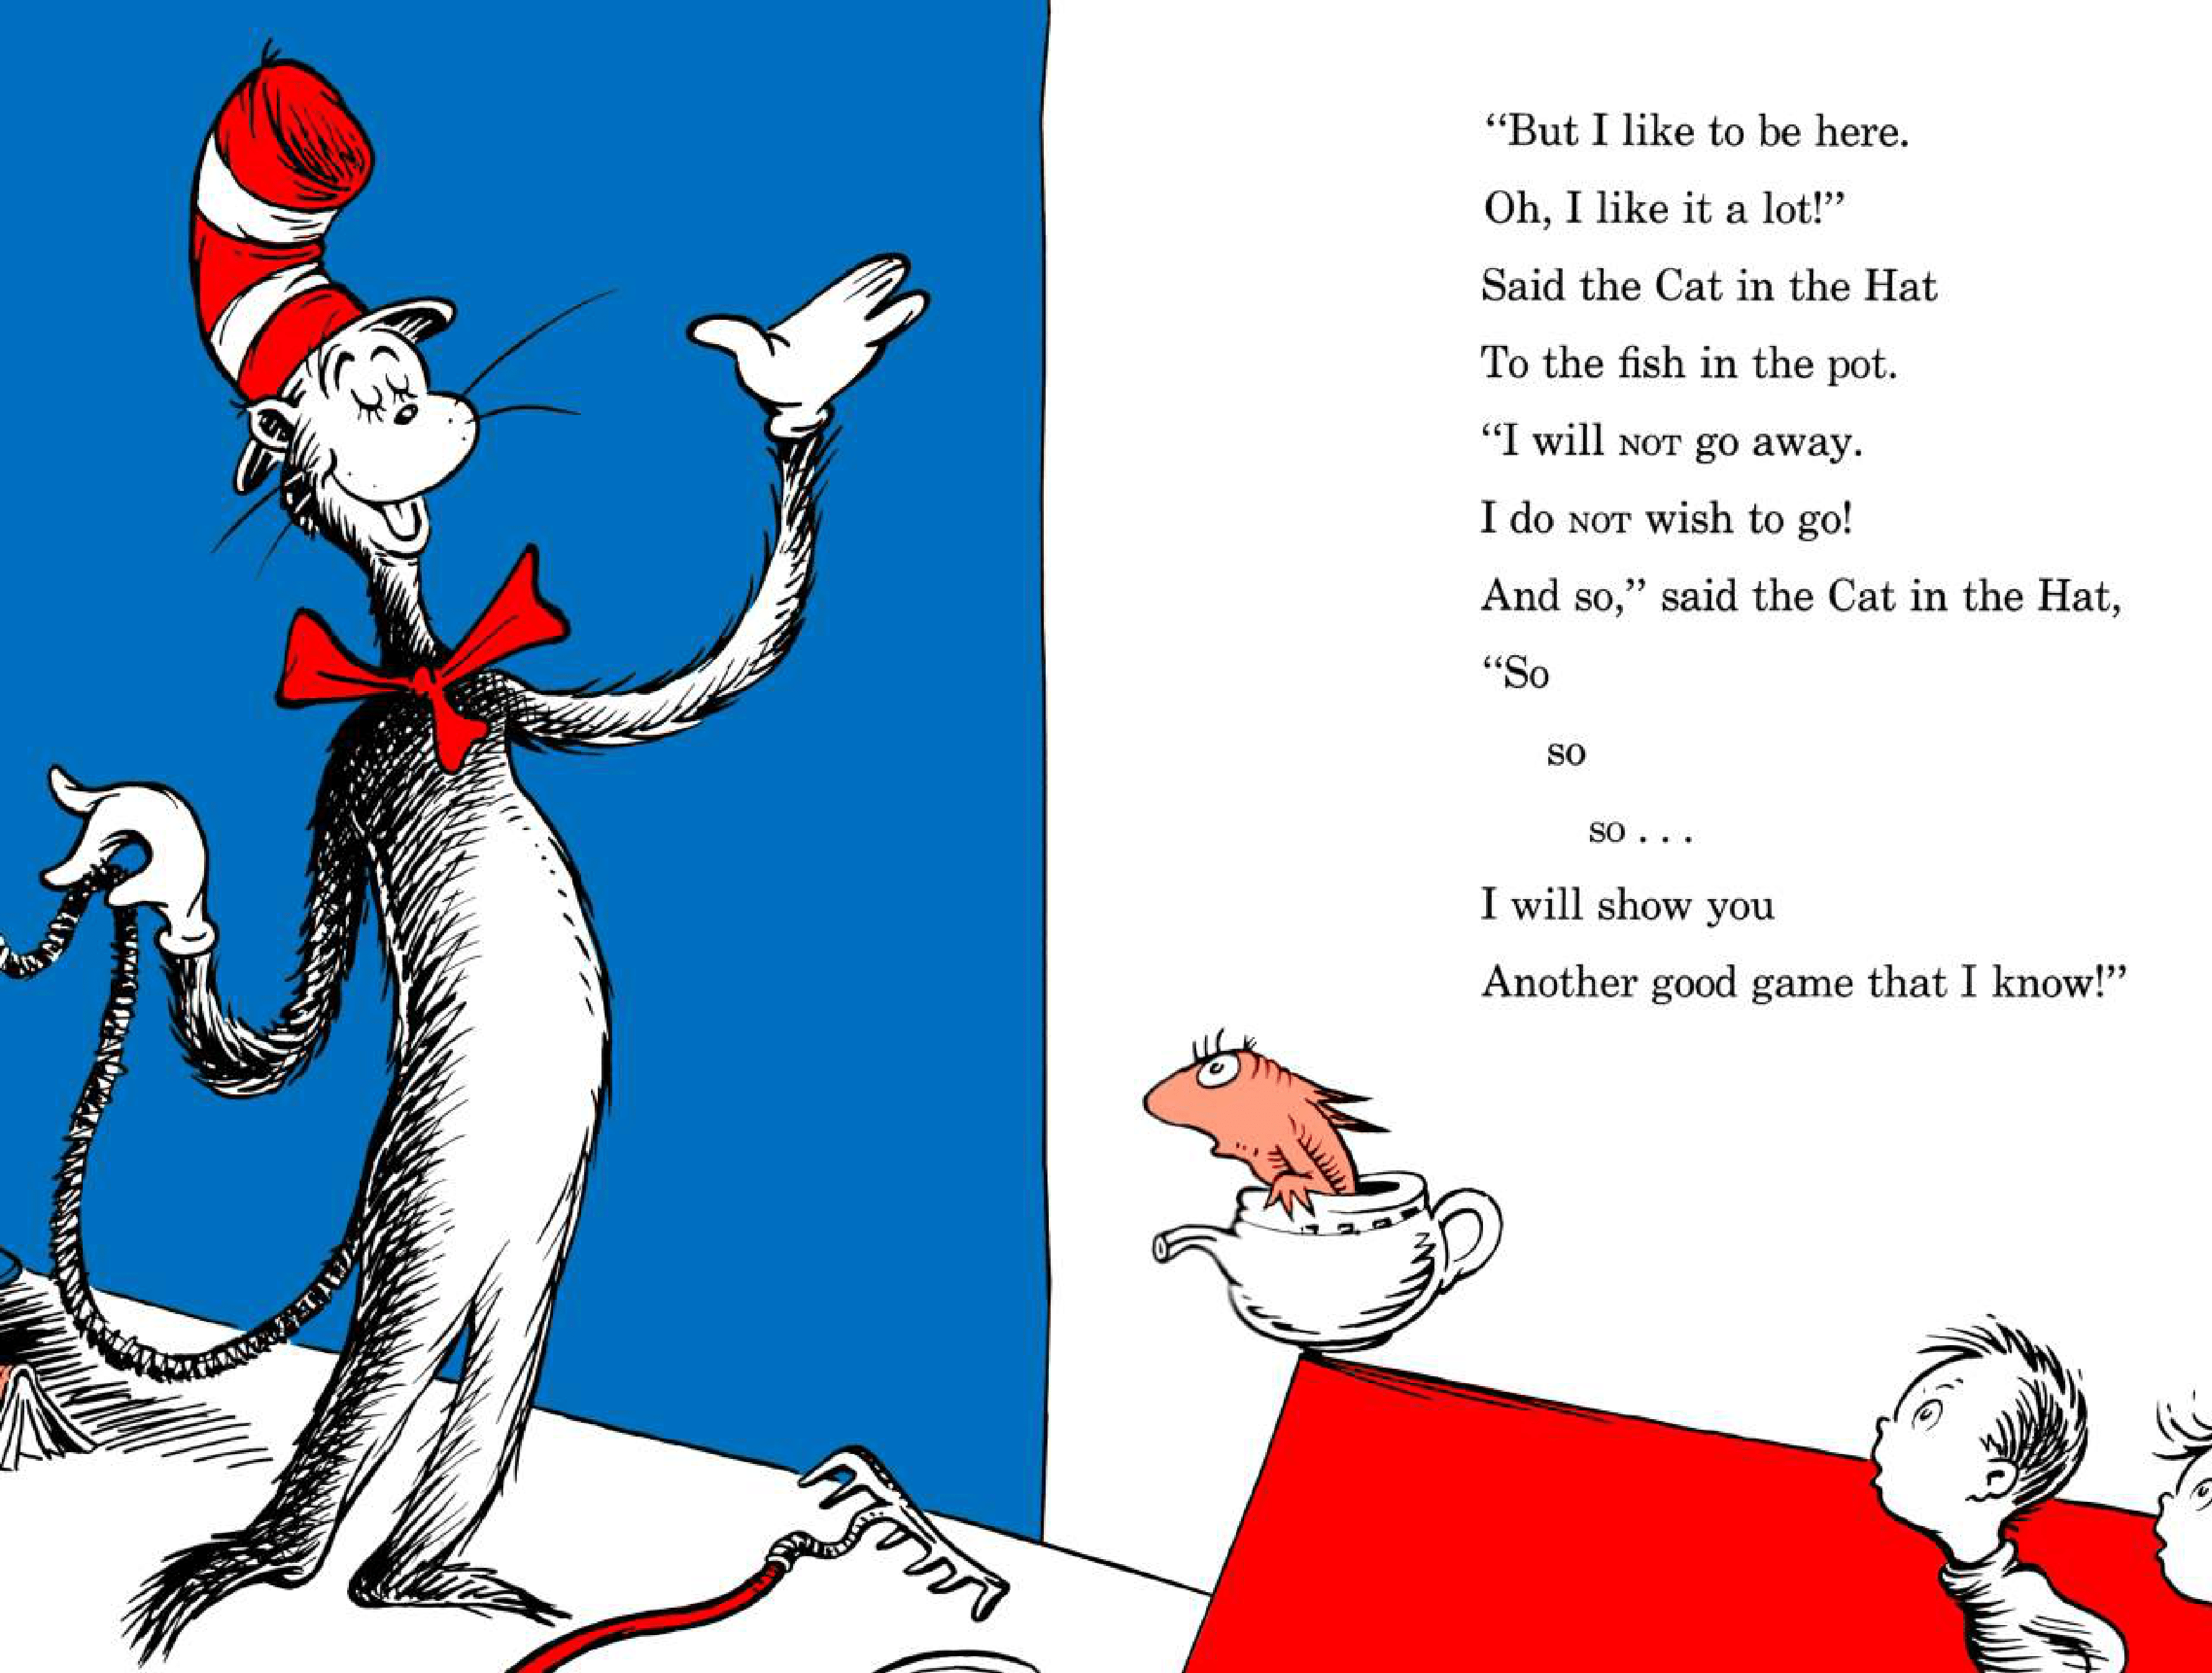 “But I like to be here.
Oh, I like it a lot!”
Said the Cat in the Hat
To the fish in the pot.
“I will NOT go away.
I do NOT wish to go!
And so,” said the Cat in the Hat,
“So
so
so . . .
I will show you
Another good game that I know!”